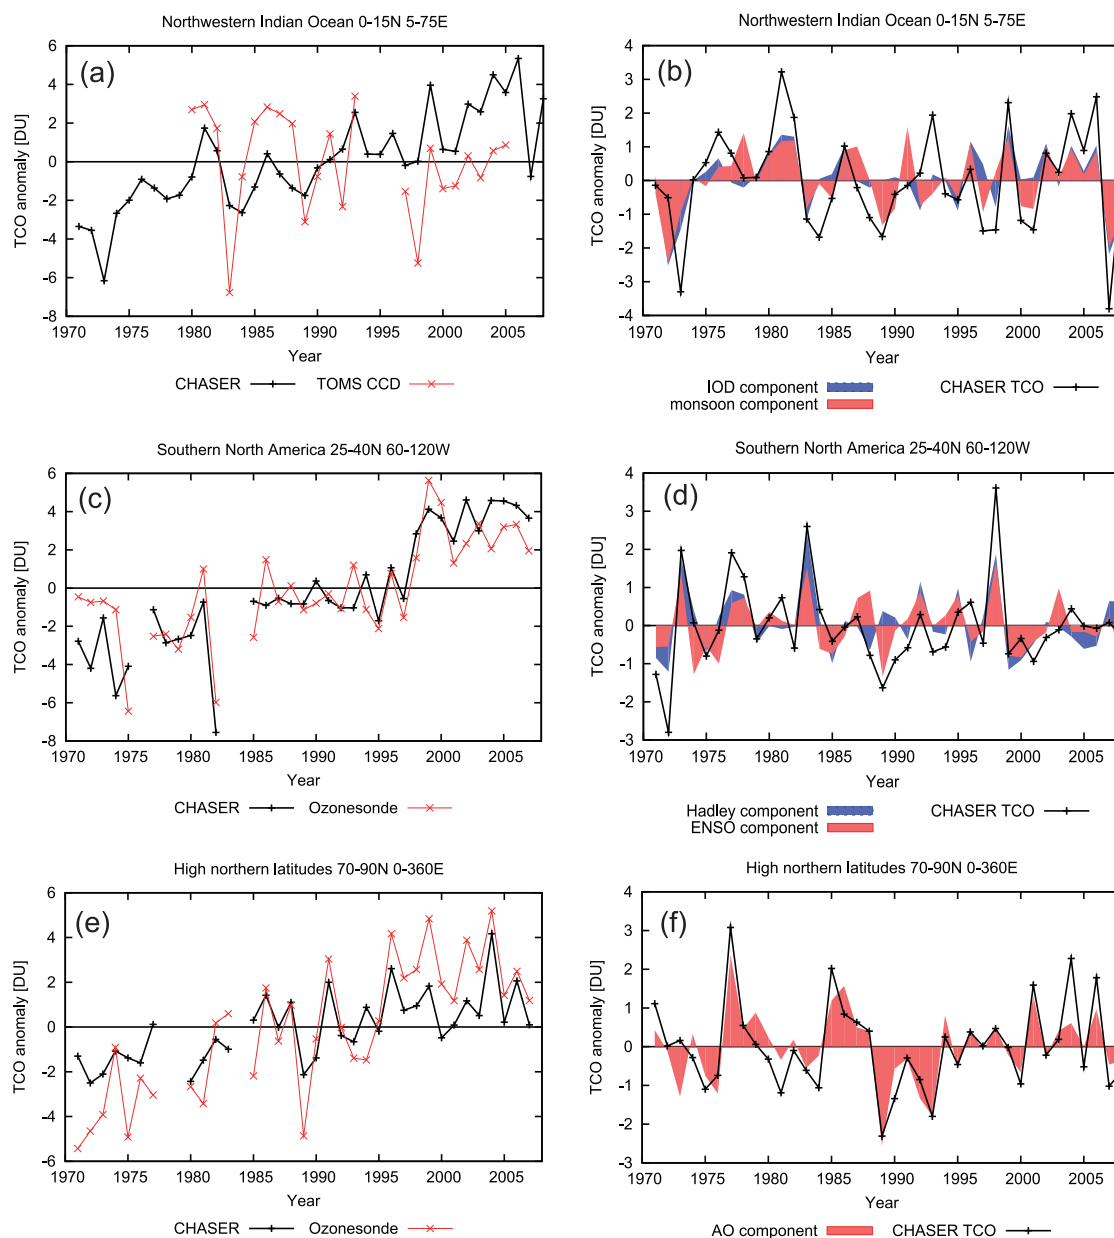 Northwestern Indian Ocean 0-15N 5-75E
(a)
TCO anomaly [DU]
6
4
2
0
-2
-4
-6
-8
1970 1975 1980 1985 1990 1995 2000 2005
Year
CHASER TOMS CCD
Northwestern Indian Ocean 0-15N 5-75E
(b)
TCO anomaly [DU]
4
3
2
1
0
-1
-2
-3
-4
1970 1975 1980 1985 1990 1995 2000 2005
Year
IOD component CHASER TCO
monsoon component
Southern North America 25-40N 60-120W
(c)
TCO anomaly [DU]
6
4
2
0
-2
-4
-6
-8
1970 1975 1980 1985 1990 1995 2000 2005
Year
CHASER Ozonesonde
Southern North America 25-40N 60-120W
(d)
TCO anomaly [DU]
4
3
2
1
0
-1
-2
-3
1970 1975 1980 1985 1990 1995 2000 2005
Year
Hadley component CHASER TCO
ENSO component
High northern latitudes 70-90N 0-360E
(e)
TCO anomaly [DU]
6
4
2
0
-2
-4
-6
1970 1975 1980 1985 1990 1995 2000 2005
Year
CHASER Ozonesonde
High northern latitudes 70-90N 0-360E
(f)
TCO anomaly [DU]
4
3
2
1
0
-1
-2
-3
1970 1975 1980 1985 1990 1995 2000 2005
Year
AO component CHASER TCO